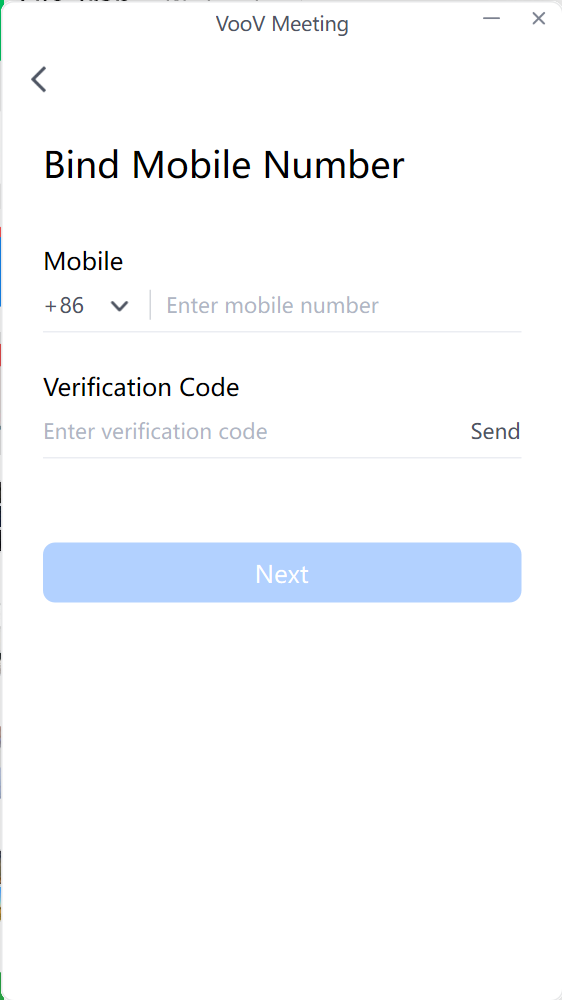 VooV Meeting
Bind Mobile Number
Mobile
+86 Enter mobile number
Verification Code
Enter verification code Send
Next